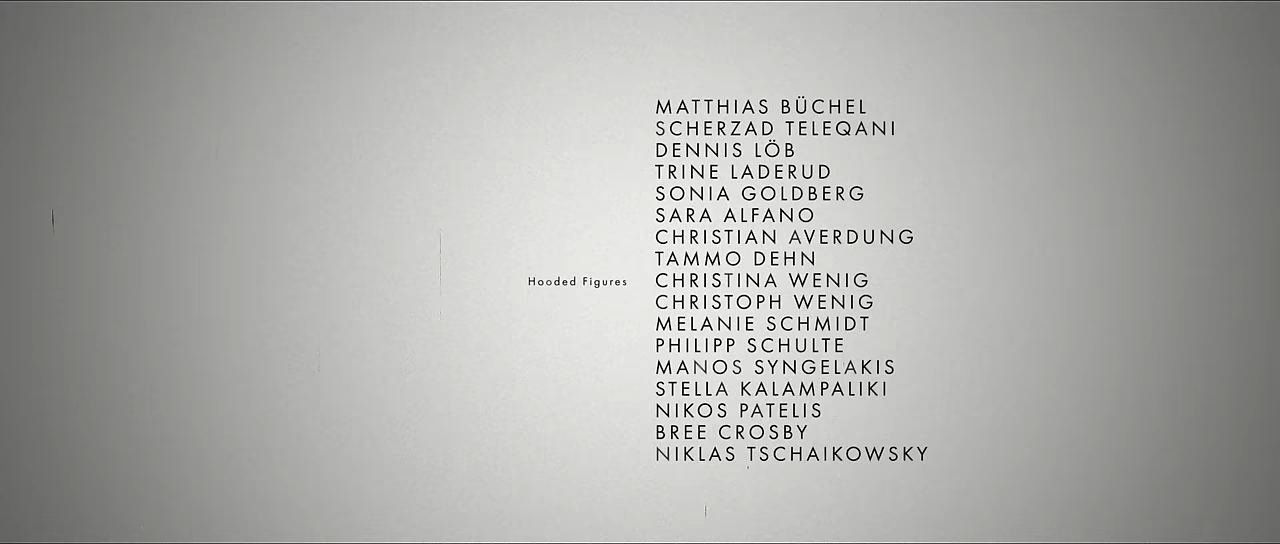 MATTHIAS BÜCHEL
SCHERZAD TELEQANI
DENNIS LÖB
TRINE LADERUD
SONIA GOLDBERG
SARA ALFANO
CHRISTIAN AVERDUNG
TAMMO DEHN
Hooded Figures CHRISTINA WENIG
CHRISTOPH WENIG
MELANIE SCHMIDT
PHILIPP SCHULTE
MANOS SYNGELAKIS
STELLA KALAMPALIKI
NIKOS PATELIS
BREE CROSBY
NIKLAS TSCHAIKOWSKY